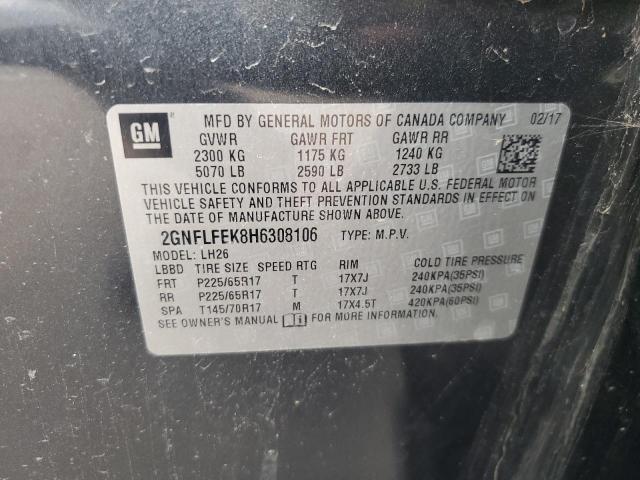 GM
MFD BY GENERAL MOTORS OF CANADA COMPANY 02/17
GVWR GAWR FRT GAWR RR
2300 KG 1175 KG 1240 KG
5070 LB 2590 LB 2733 LB
THIS VEHICLE CONFORMS TO ALL APPLICABLE U.S. FEDERAL MOTOR
VEHICLE SAFETY AND THEFT PREVENTION STANDARDS IN EFFECT ON
THE DATE OF MANUFACTURE SHOWN ABOVE.
2GNFLFEK8H6308106 TYPE: M.P.V.
MODEL: LH26
LBBD TIRE SIZE SPEED RTG RIM COLD TIRE PRESSURE
FRT P225/65R17 T 17X7J 240KPA(35PSI)
RR P225/65R17 T 17X7J 240KPA(35PSI)
SPA T145/70R17 M 17X4.5T 420KPA(60PSI)
SEE OWNER'S MANUAL FOR MORE INFORMATION.